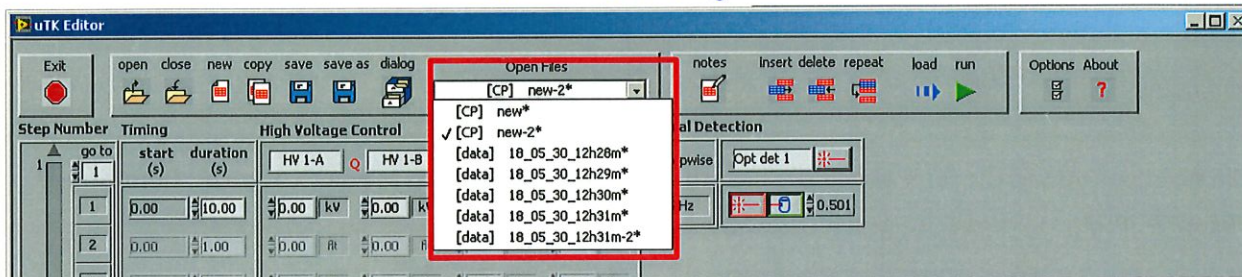 uTK Editor
Exit
open close new copy save save as dialog
Open Files
notes
insert delete repeat
load run
Options About
[CP] new-2*
[CP] new*
✓ [CP] new-2*
[data] 18_05_30_12h28m*
[data] 18_05_30_12h29m*
[data] 18_05_30_12h30m*
[data] 18_05_30_12h31m*
[data] 18_05_30_12h31m-2*
Step Number Timing High Voltage Control
al Detection
1 go to start (s) duration (s) HV 1-A Q HV 1-B
pwise Opt det 1
1
1 0.00 10.00 0.00 kV 0.00 k
Hz 0.501
2 0.00 1.00 0.00 flt 0.00